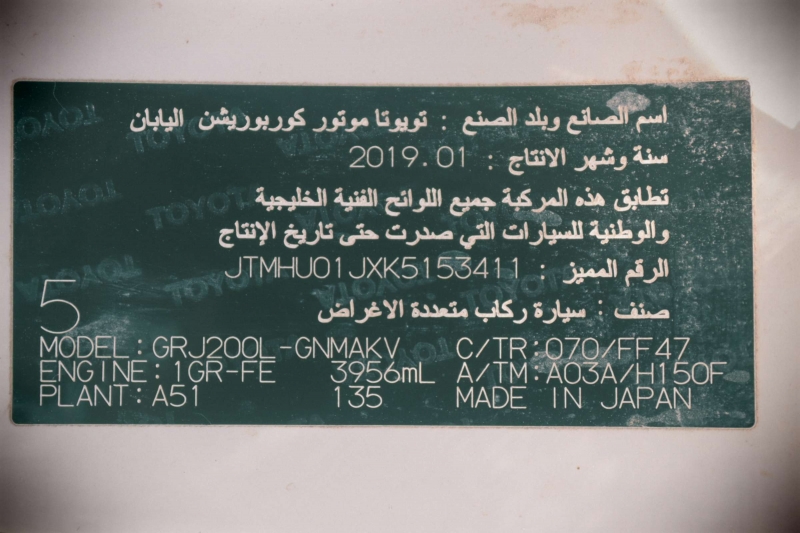 اسم الصانع وبلد الصنع : تويوتا موتور كوربوريشن اليابان
سنة وشهر الانتاج : 2019.01
تطابق هذه المركبة جميع اللوائح الفنية الخليجية
والوطنية للسيارات التي صدرت حتى تاريخ الإنتاج
الرقم المميز : JTMHU01JXK5153411
صنف : سيارة ركاب متعددة الاغراض
5
MODEL: GRJ200L-GNMAKV C/TR: 070/FF47
ENGINE: 1GR-FE 3956mL A/TM: A03A/H150F
PLANT: A51 135 MADE IN JAPAN